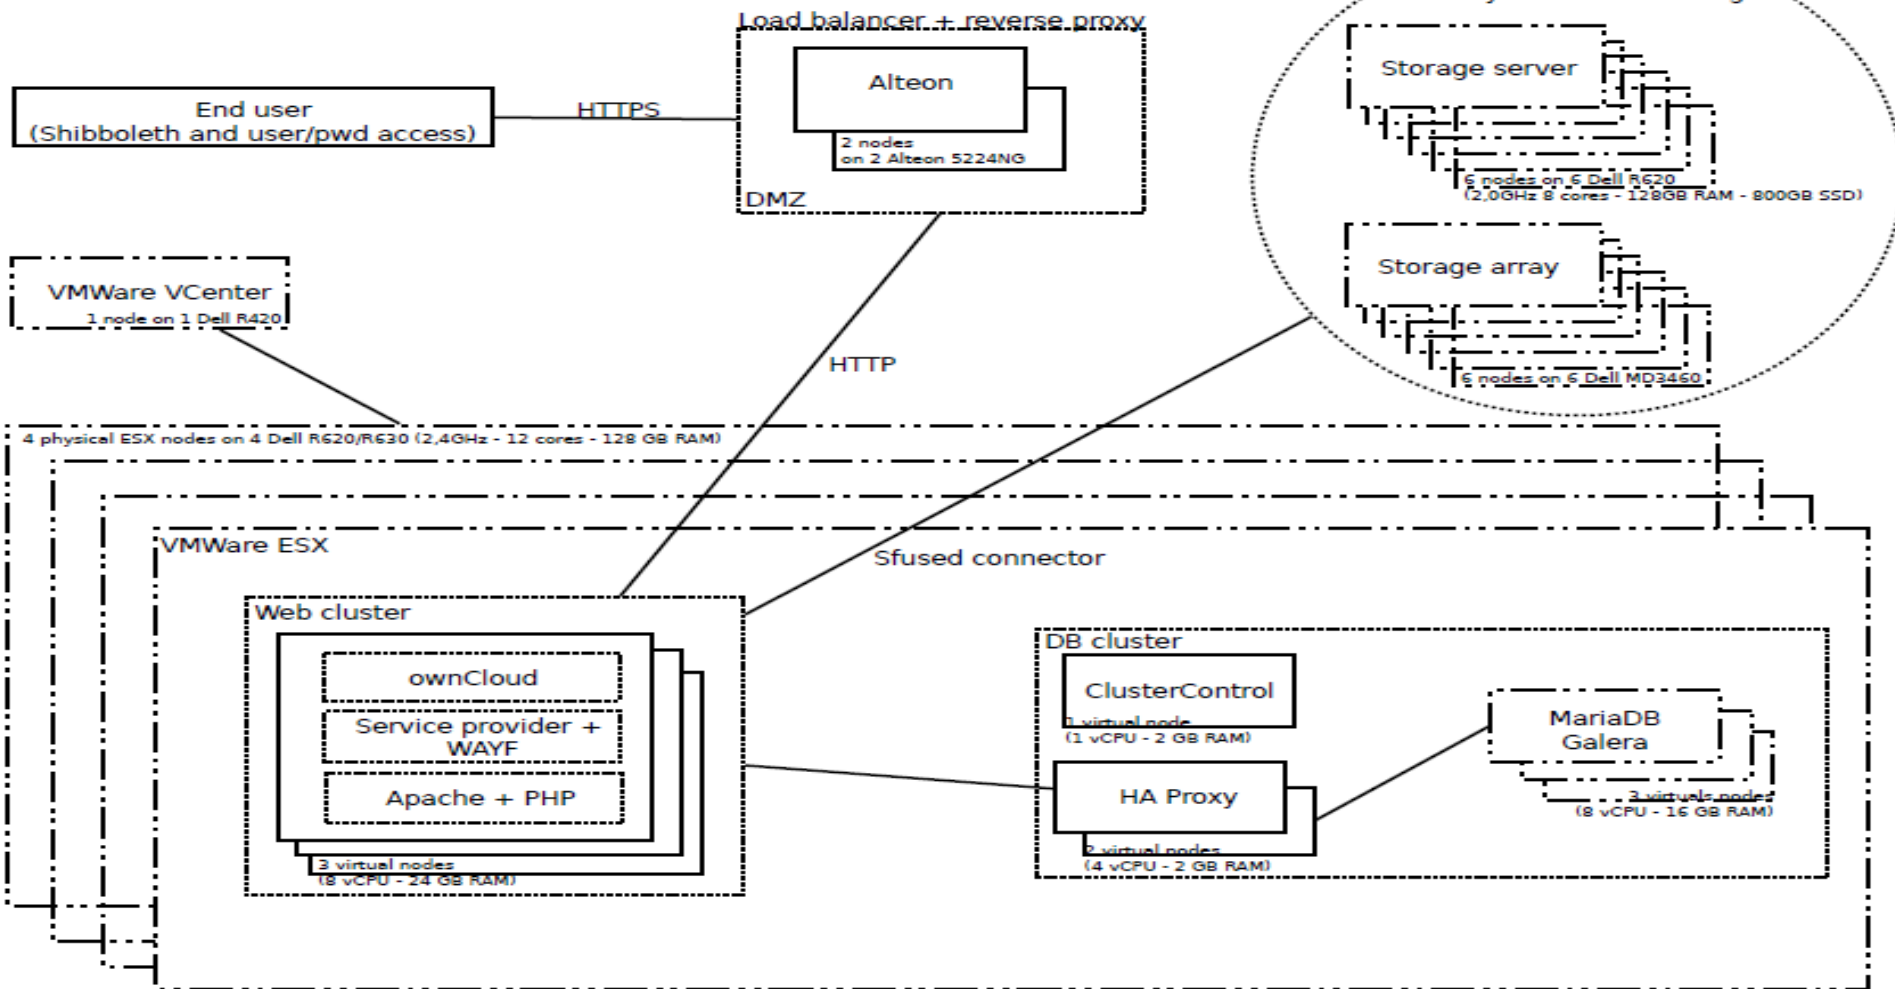 Load balancer + reverse proxy
Alteon
2 nodes
on 2 Alteon 5224NG
DMZ
End user
(Shibboleth and user/pwd access)
HTTPS
Storage server
6 nodes on 6 Dell R620
(2,0GHz 8 cores - 128GB RAM - 800GB SSD)
Storage array
6 nodes on 6 Dell MD3460
VMWare VCenter
1 node on 1 Dell R420
HTTP
4 physical ESX nodes on 4 Dell R620/R630 (2,4GHz - 12 cores - 128 GB RAM)
VMWare ESX
Sfused connector
Web cluster
ownCloud
Service provider +
WAYF
Apache + PHP
3 virtual nodes
(8 vCPU - 24 GB RAM)
DB cluster
ClusterControl
1 virtual node
(1 vCPU - 2 GB RAM)
HA Proxy
2 virtual nodes
(4 vCPU - 2 GB RAM)
MariaDB
Galera
3 virtuals nodes
(8 vCPU - 16 GB RAM)